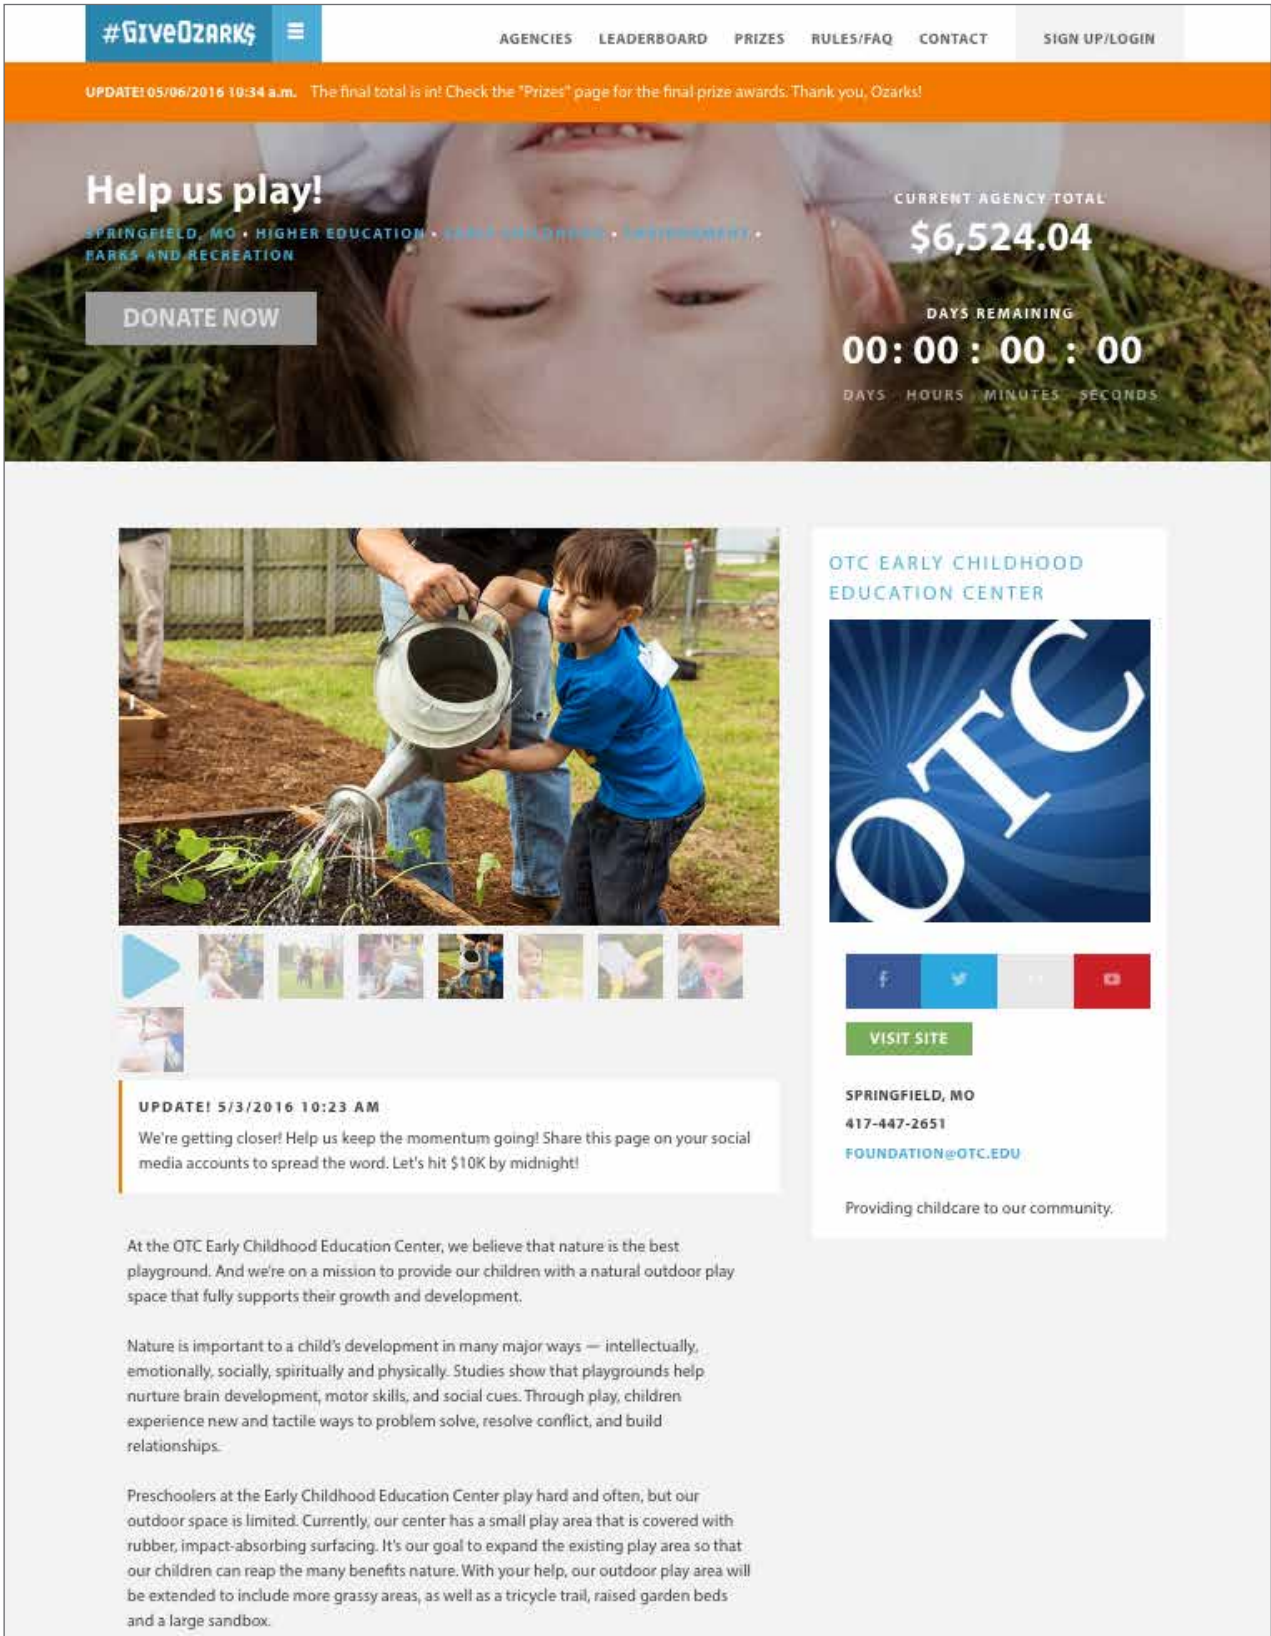 #GIVEOZARKS
AGENCIES LEADERBOARD PRIZES RULES/FAQ CONTACT SIGN UP/LOGIN
UPDATE! 05/06/2016 10:34 a.m. The final total is in! Check the "Prizes" page for the final prize awards. Thank you, Ozarks!
Help us play!
SPRINGFIELD, MO • HIGHER EDUCATION • EARLY CHILDHOOD • ENVIRONMENT •
PARKS AND RECREATION
DONATE NOW
CURRENT AGENCY TOTAL
$6,524.04
DAYS REMAINING
00: 00 : 00 : 00
DAYS HOURS MINUTES SECONDS
OTC EARLY CHILDHOOD
EDUCATION CENTER
OTC
VISIT SITE
SPRINGFIELD, MO
417-447-2651
FOUNDATION@OTC.EDU
Providing childcare to our community.
UPDATE! 5/3/2016 10:23 AM
We're getting closer! Help us keep the momentum going! Share this page on your social
media accounts to spread the word. Let's hit $10K by midnight!
At the OTC Early Childhood Education Center, we believe that nature is the best
playground. And we're on a mission to provide our children with a natural outdoor play
space that fully supports their growth and development.
Nature is important to a child's development in many major ways — intellectually,
emotionally, socially, spiritually and physically. Studies show that playgrounds help
nurture brain development, motor skills, and social cues. Through play, children
experience new and tactile ways to problem solve, resolve conflict, and build
relationships.
Preschoolers at the Early Childhood Education Center play hard and often, but our
outdoor space is limited. Currently, our center has a small play area that is covered with
rubber, impact-absorbing surfacing. It's our goal to expand the existing play area so that
our children can reap the many benefits nature. With your help, our outdoor play area will
be extended to include more grassy areas, as well as a tricycle trail, raised garden beds
and a large sandbox.